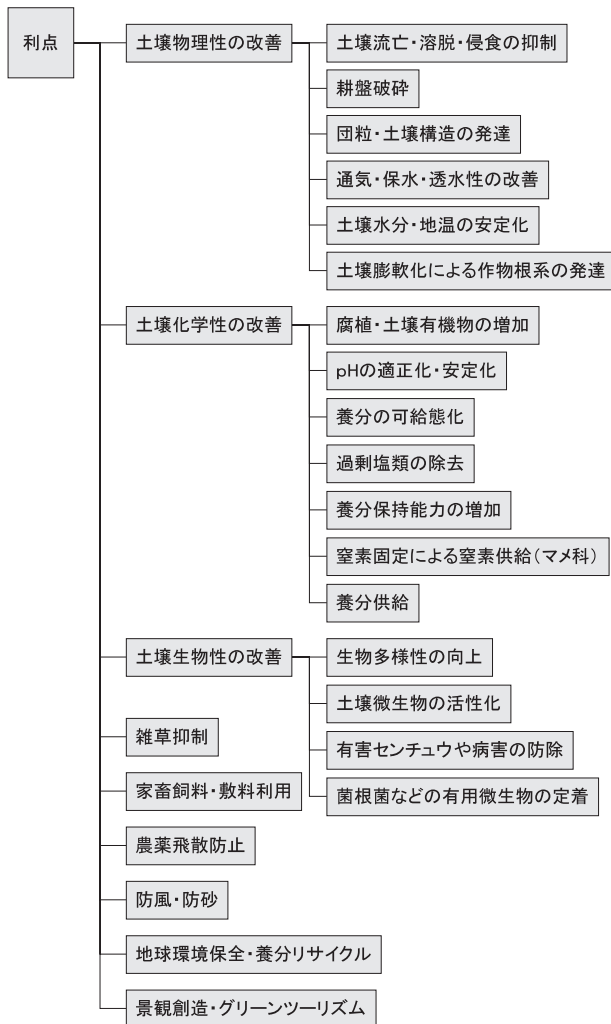 利点
土壌物理性の改善
土壌流亡・溶脱・侵食の抑制
耕盤破砕
団粒・土壌構造の発達
通気・保水・透水性の改善
土壌水分・地温の安定化
土壌膨軟化による作物根系の発達
土壌化学性の改善
腐植・土壌有機物の増加
pHの適正化・安定化
養分の可給態化
過剰塩類の除去
養分保持能力の増加
窒素固定による窒素供給(マメ科)
養分供給
土壌生物性の改善
生物多様性の向上
土壌微生物の活性化
有害センチュウや病害の防除
菌根菌などの有用微生物の定着
雑草抑制
家畜飼料・敷料利用
農薬飛散防止
防風・防砂
地球環境保全・養分リサイクル
景観創造・グリーンツーリズム